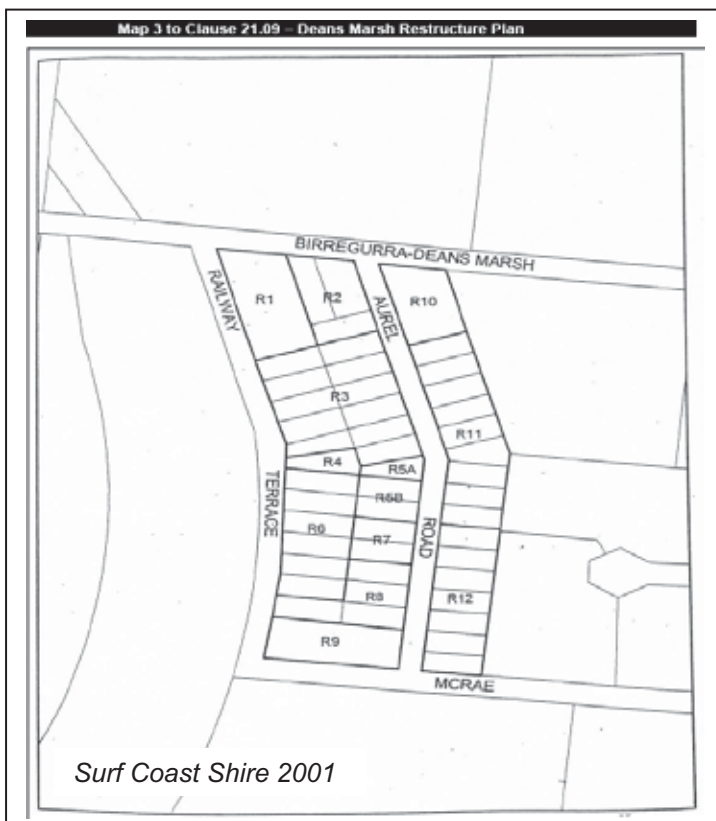 Map 3 to Clause 21.09 – Deans Marsh Restructure Plan
BIRREGURRA-DEANS MARSH
RAILWAY
R1
R2
AUREL
R10
R3
R11
R4
R5A
TERRACE
R5B
R6
R7
ROAD
R8
R12
R9
MCRAE
Surf Coast Shire 2001